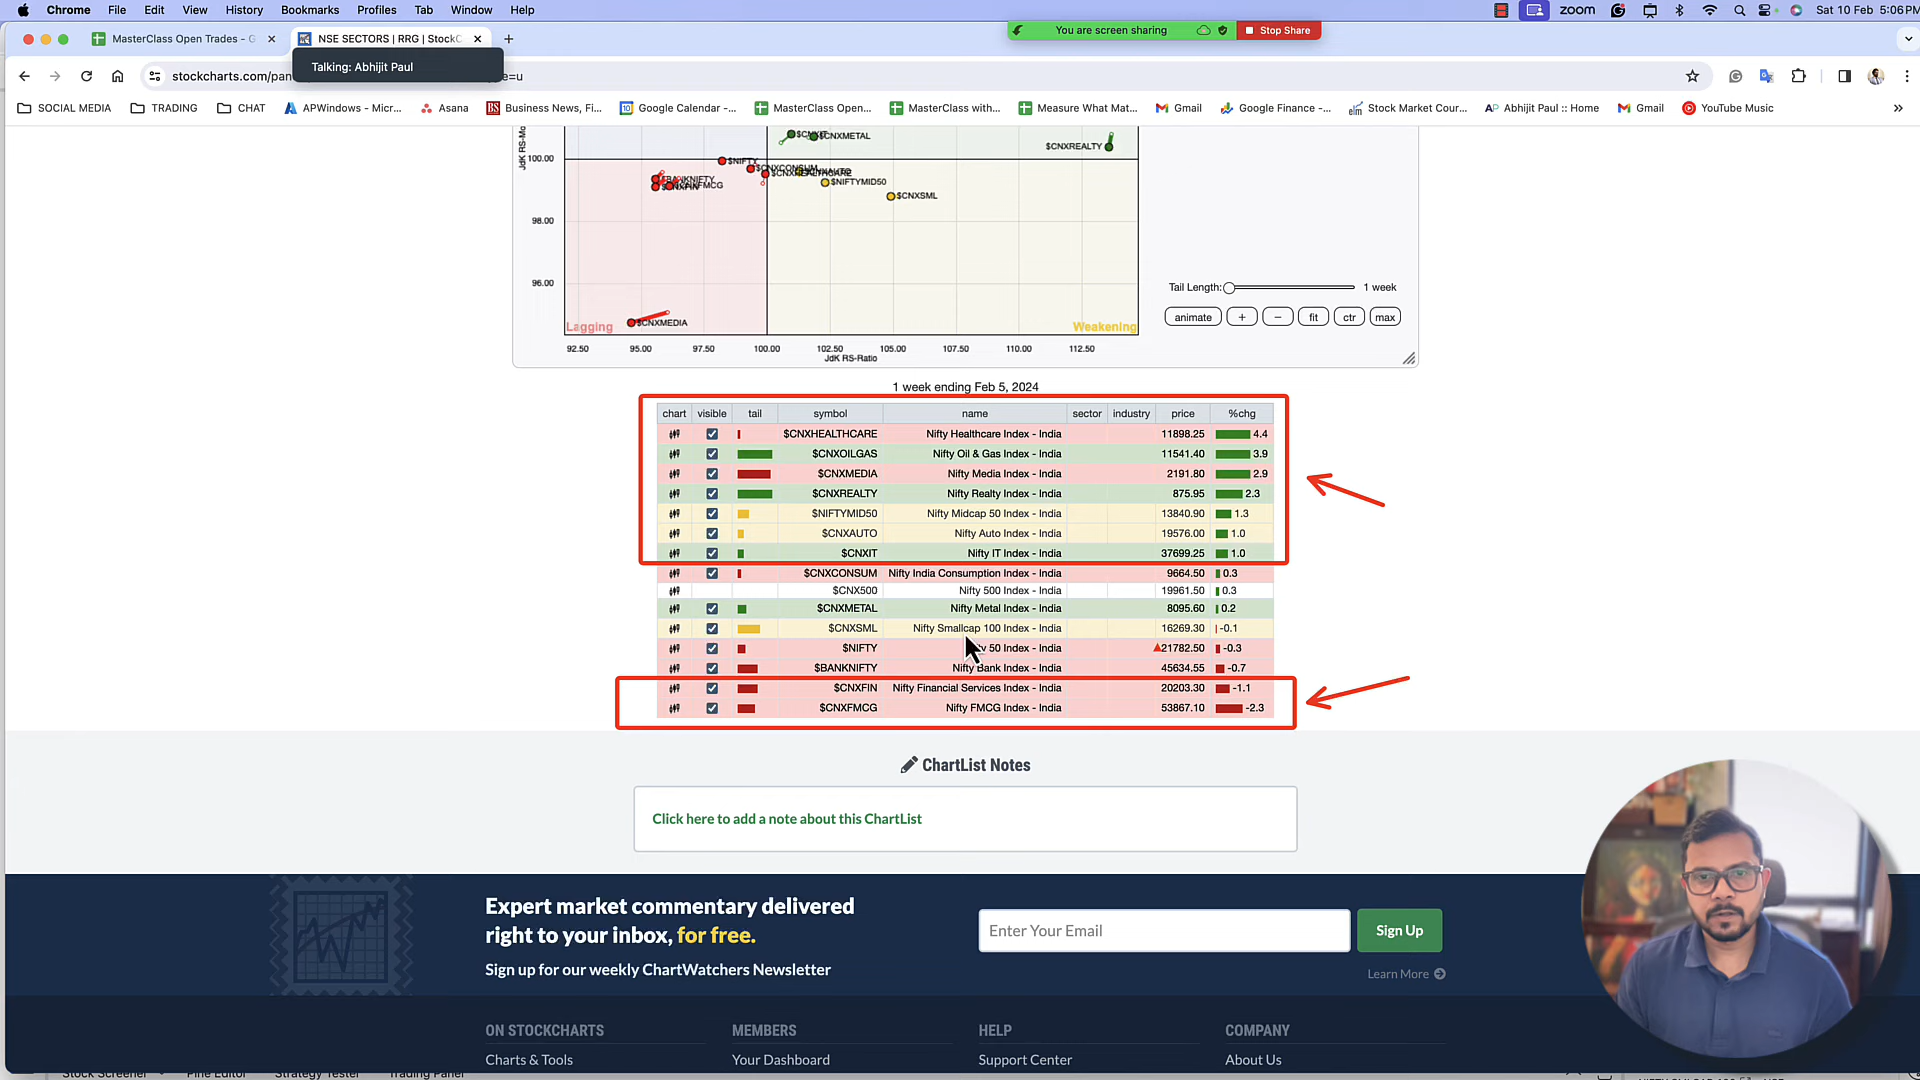 Chrome File Edit View History Bookmarks Profiles Tab Window Help zoom Sat 10 Feb 5:06 PM
MasterClass Open Trades - G NSE SECTORS | RRG | StockC You are screen sharing Stop Share
Talking: Abhijit Paul
stockcharts.com/pan e=u
SOCIAL MEDIA TRADING CHAT APWindows - Micr... Asana Business News, Fi... Google Calendar -... MasterClass Open... MasterClass with... Measure What Mat... Gmail Google Finance -... Stock Market Cour... Abhijit Paul :: Home Gmail YouTube Music
JdK RS-Mo
$CNXMETAL
$CNXREALTY
100.00
$NIFTY
$CNXCONSUM
$NIFTYMID50
$CNXSML
98.00
96.00
Tail Length: 1 week
animate + − fit ctr max
$CNXMEDIA
Lagging Weakening
92.50 95.00 97.50 100.00 102.50 105.00 107.50 110.00 112.50
JdK RS-Ratio
1 week ending Feb 5, 2024
chart visible tail symbol name sector industry price %chg
$CNXHEALTHCARE Nifty Healthcare Index - India 11898.25 4.4
$CNXOILGAS Nifty Oil & Gas Index - India 11541.40 3.9
$CNXMEDIA Nifty Media Index - India 2191.80 2.9
$CNXREALTY Nifty Realty Index - India 875.95 2.3
$NIFTYMID50 Nifty Midcap 50 Index - India 13840.90 1.3
$CNXAUTO Nifty Auto Index - India 19576.00 1.0
$CNXIT Nifty IT Index - India 37699.25 1.0
$CNXCONSUM Nifty India Consumption Index - India 9664.50 0.3
$CNX500 Nifty 500 Index - India 19961.50 0.3
$CNXMETAL Nifty Metal Index - India 8095.60 0.2
$CNXSML Nifty Smallcap 100 Index - India 16269.30 -0.1
$NIFTY 50 Index - India 21782.50 -0.3
$BANKNIFTY Nifty Bank Index - India 45634.55 -0.7
$CNXFIN Nifty Financial Services Index - India 20203.30 -1.1
$CNXFMCG Nifty FMCG Index - India 53867.10 -2.3
ChartList Notes
Click here to add a note about this ChartList
Expert market commentary delivered
right to your inbox, for free.
Sign up for our weekly ChartWatchers Newsletter
Enter Your Email Sign Up
Learn More
ON STOCKCHARTS MEMBERS HELP COMPANY
Charts & Tools Your Dashboard Support Center About Us
Stock Screener Pine Editor Strategy Tester Trading Panel